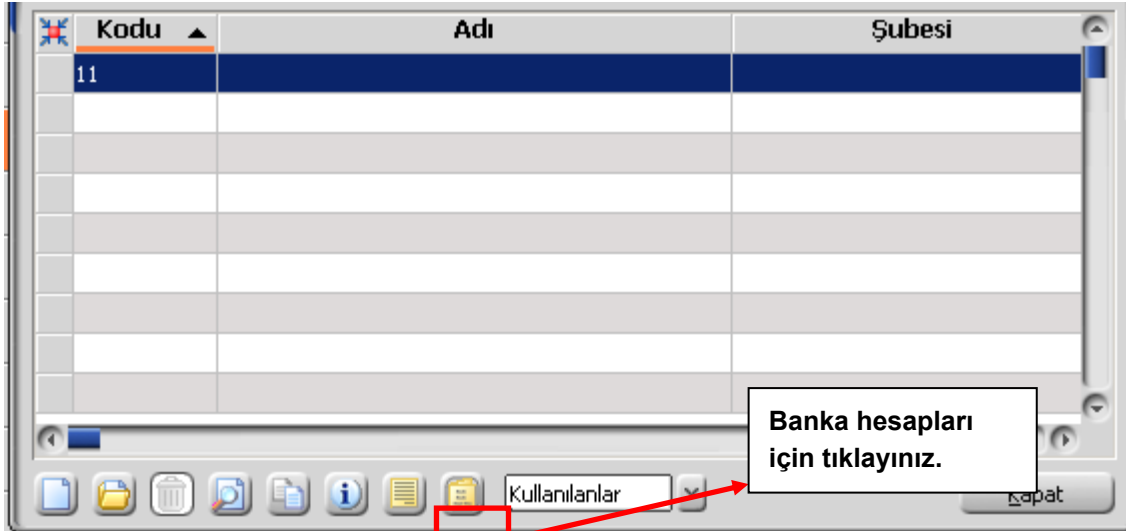 Kodu Adı Şubesi
11
Banka hesapları
için tıklayınız.
Kullanılanlar
Kapat